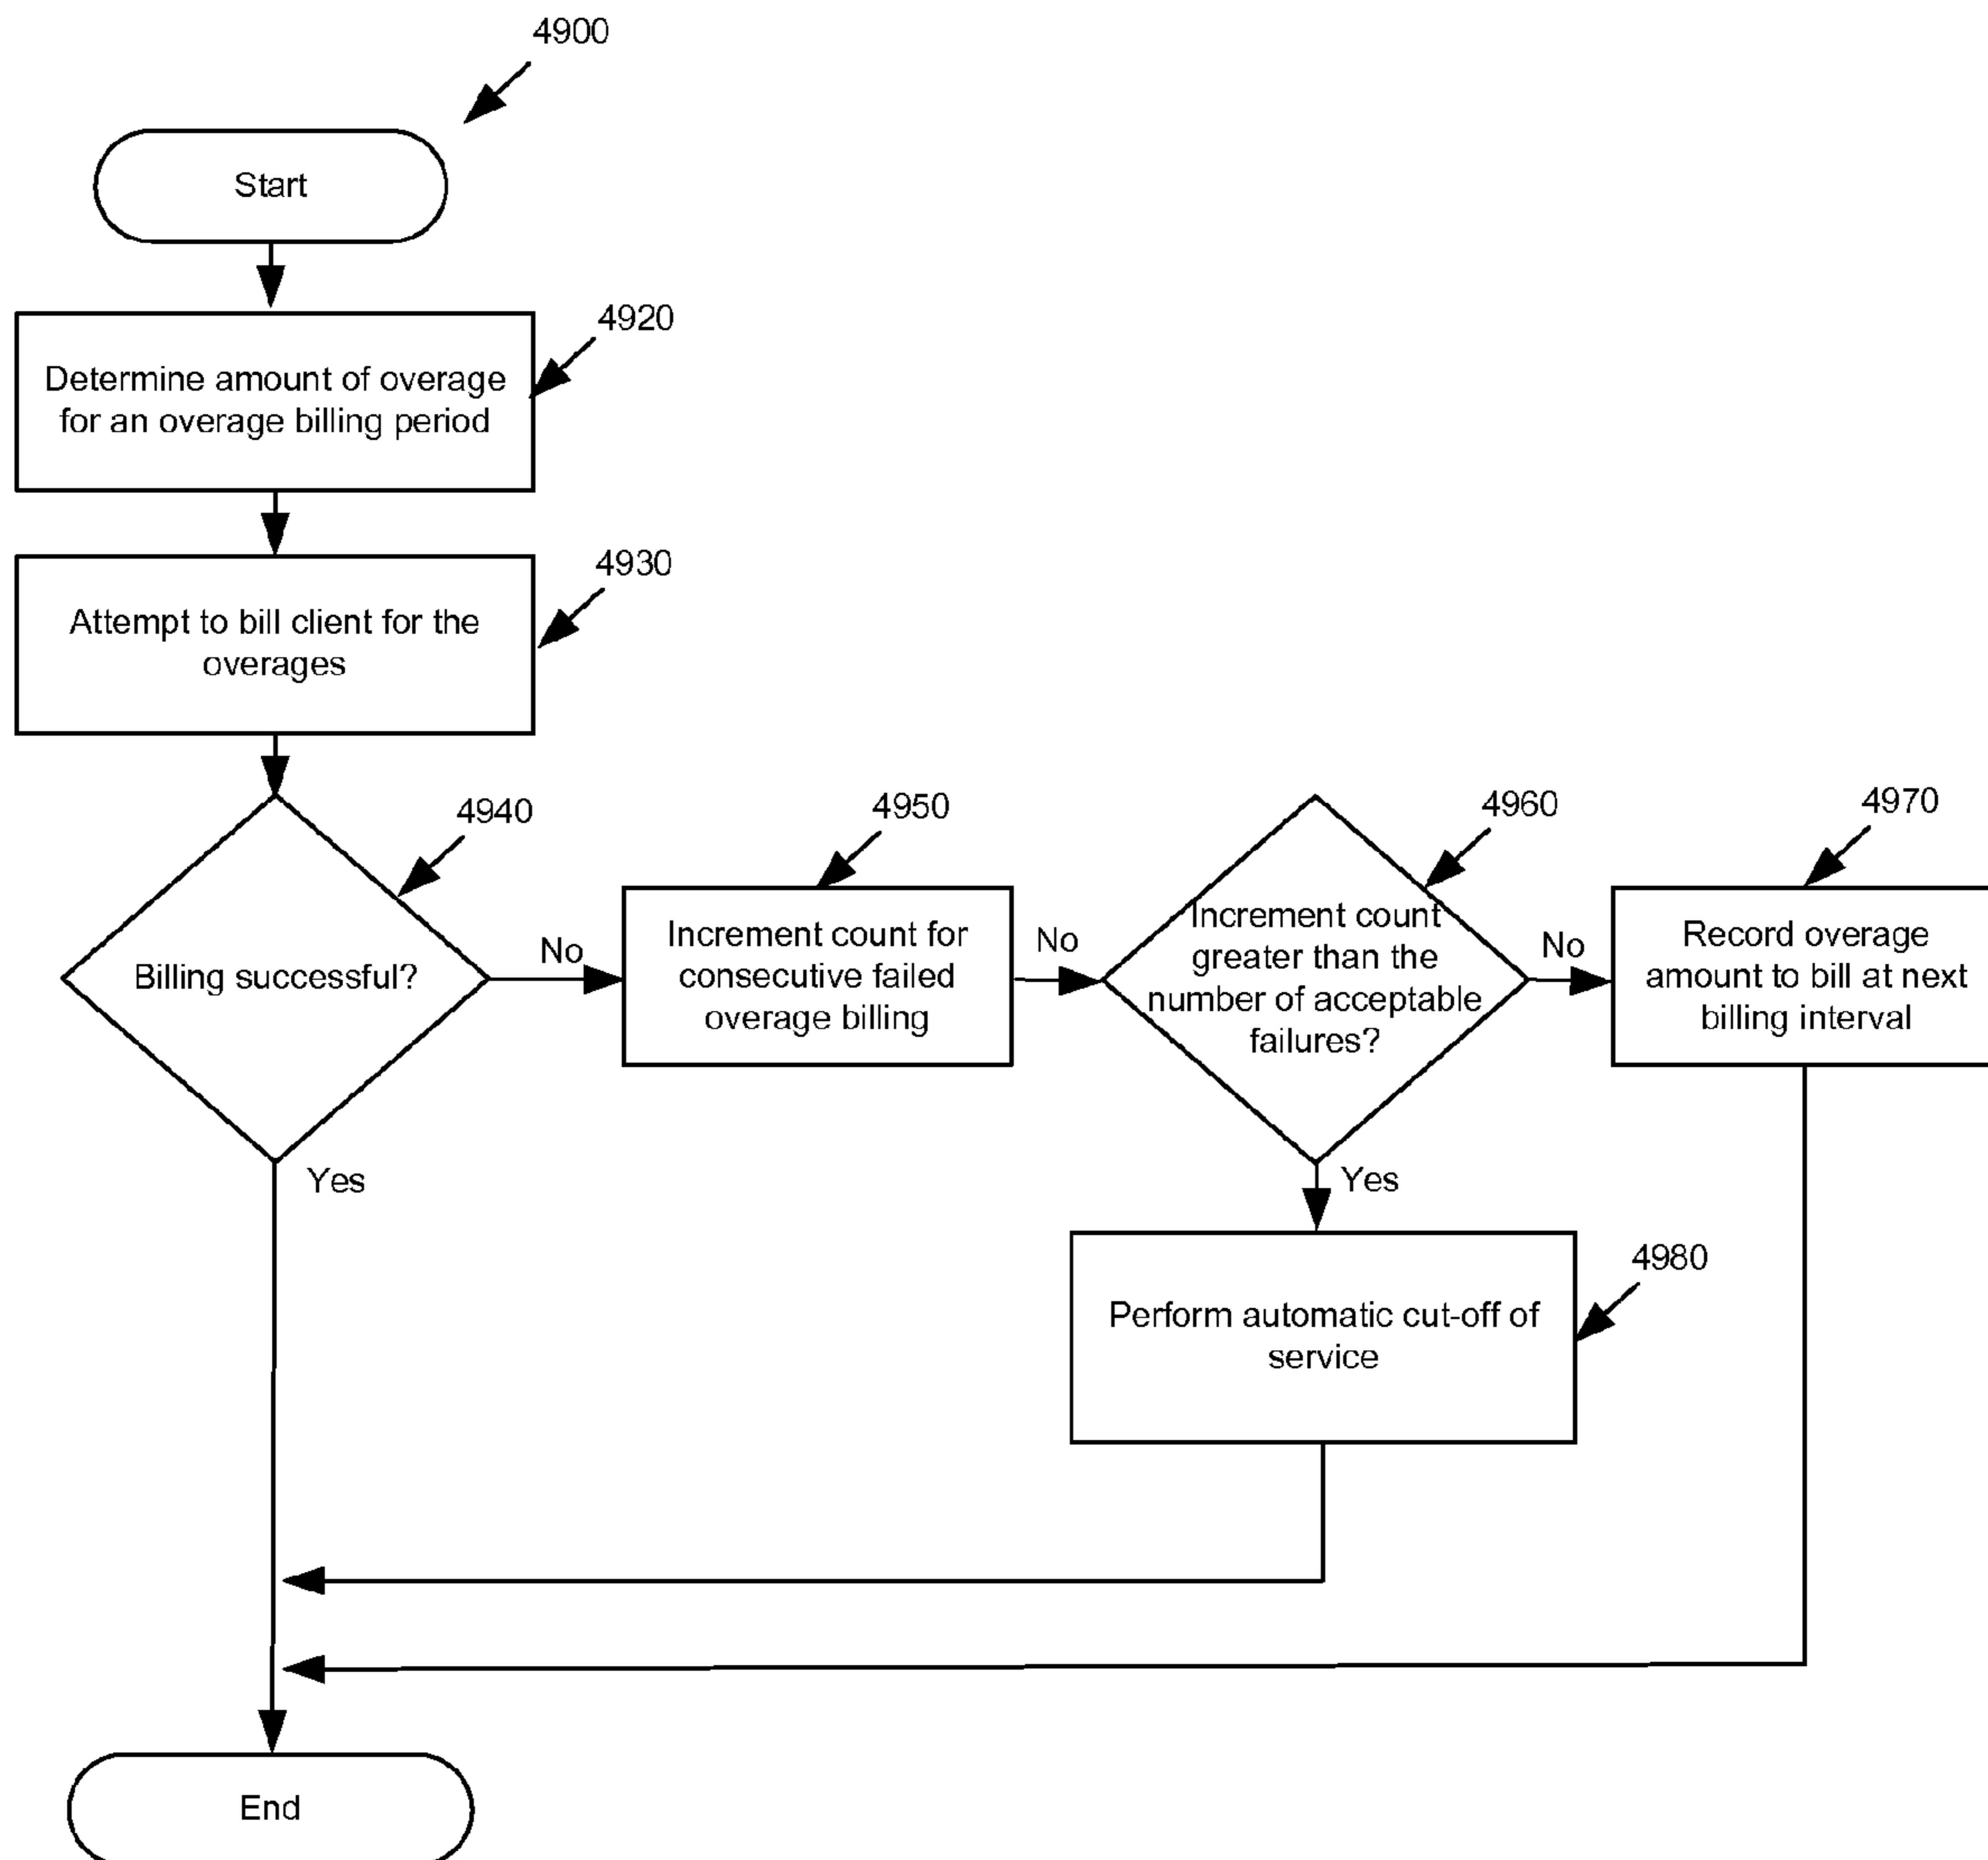 4900
Start
4920
Determine amount of overage
for an overage billing period
4930
Attempt to bill client for the
overages
4940
Billing successful?
No
Yes
4950
Increment count for
consecutive failed
overage billing
No
4960
Increment count
greater than the
number of acceptable
failures?
No
Yes
4970
Record overage
amount to bill at next
billing interval
4980
Perform automatic cut-off of
service
End